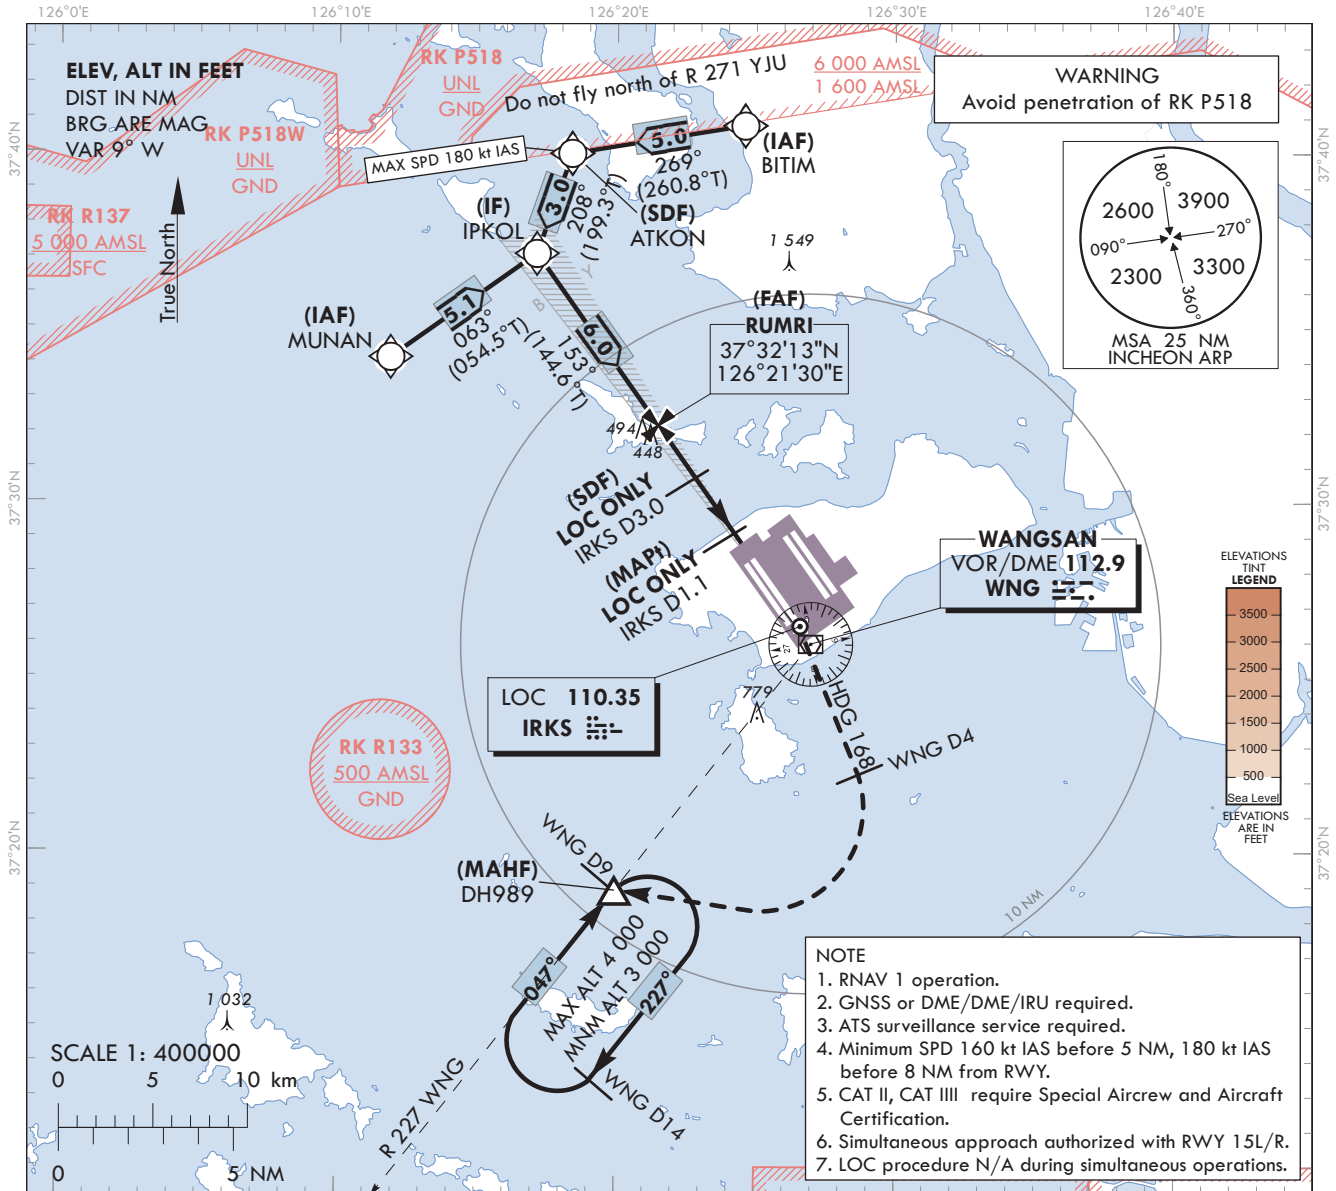 126°0'E
126°10'E
126°20'E
126°30'E
126°40'E
37°40'N
37°30'N
37°20'N
37°40'N
37°30'N
37°20'N
ELEV, ALT IN FEET
DIST IN NM
BRG ARE MAG
VAR 9° W
True North
RK P518W
UNL
GND
RK P518
UNL
GND
RK R137
5 000 AMSL
SFC
Do not fly north of R 271 YJU
6 000 AMSL
1 600 AMSL
WARNING
Avoid penetration of RK P518
MAX SPD 180 kt IAS
5.0
269°
(260.8°T)
(IAF)
BITIM
(SDF)
ATKON
3.0
208°
(199.3°T)
(IF)
IPKOL
(IAF)
MUNAN
5.1
063°
(054.5°T)
6.0
153°
(144.6°T)
B
Y
1 549
180°
090°
270°
360°
2600
3900
2300
3300
MSA 25 NM
INCHEON ARP
(FAF)
RUMRI
37°32'13"N
126°21'30"E
494
448
(SDF)
LOC ONLY
IRKS D3.0
(MAPt)
LOC ONLY
IRKS D1.1
WANGSAN
VOR/DME 112.9
WNG
27
9
LOC 110.35
IRKS
779
HDG 168
WNG D4
RK R133
500 AMSL
GND
ELEVATIONS
TINT
LEGEND
3500
3000
2500
2000
1500
1000
500
Sea Level
ELEVATIONS
ARE IN
FEET
WNG D9
(MAHF)
DH989
10 NM
047°
MAX ALT 4 000
MNM ALT 3 000
227°
WNG D14
R 227 WNG
1 032
SCALE 1: 400000
0
5
10 km
0
5 NM
NOTE
1. RNAV 1 operation.
2. GNSS or DME/DME/IRU required.
3. ATS surveillance service required.
4. Minimum SPD 160 kt IAS before 5 NM, 180 kt IAS
before 8 NM from RWY.
5. CAT II, CAT IIII require Special Aircrew and Aircraft
Certification.
6. Simultaneous approach authorized with RWY 15L/R.
7. LOC procedure N/A during simultaneous operations.